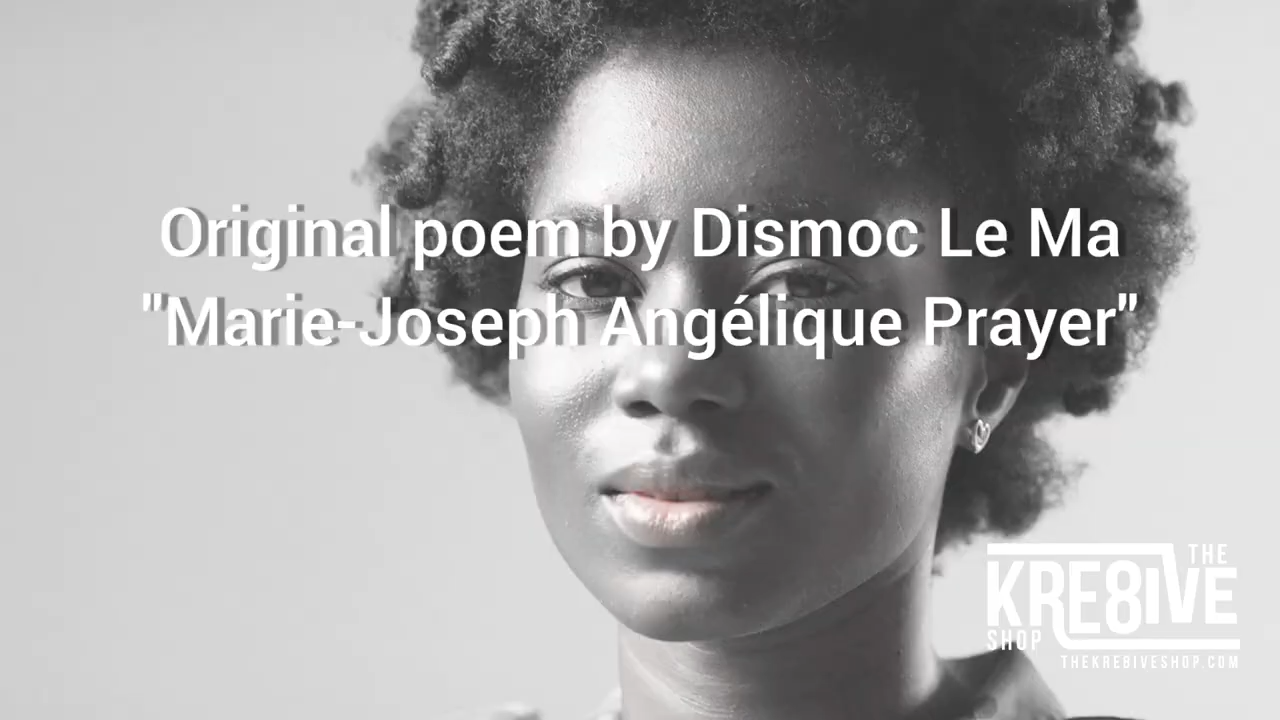 Original poem by Dismoc Le Ma
"Marie-Joseph Angélique Prayer"
THE
KRE8IVE
SHOP
THEKRE8IVESHOP.COM